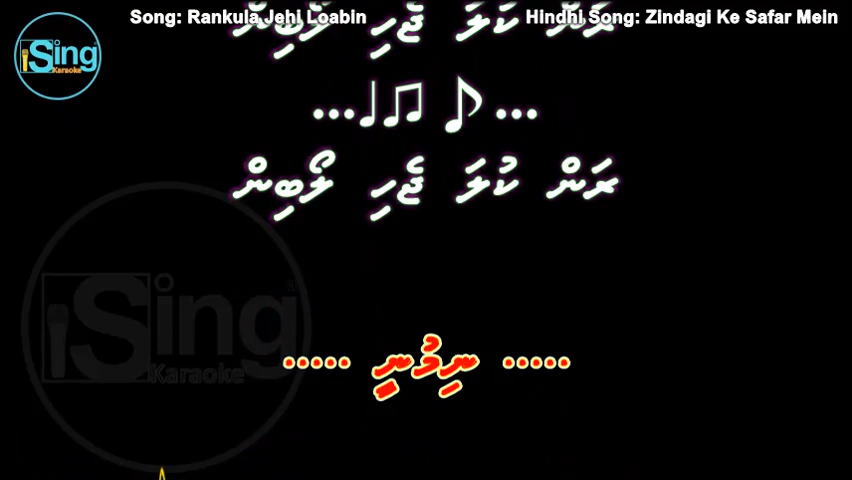 Song: Rankula Jehi Loabin
Hindhi Song: Zindagi Ke Safar Mein
iSing
Karaoke
ރަން ކުލަ ޖެހި ލޯބިން
...♩♫ ♪...
ރަން ކުލަ ޖެހި ލޯބިން
..... ނިމުނީ .....
iSing
Karaoke